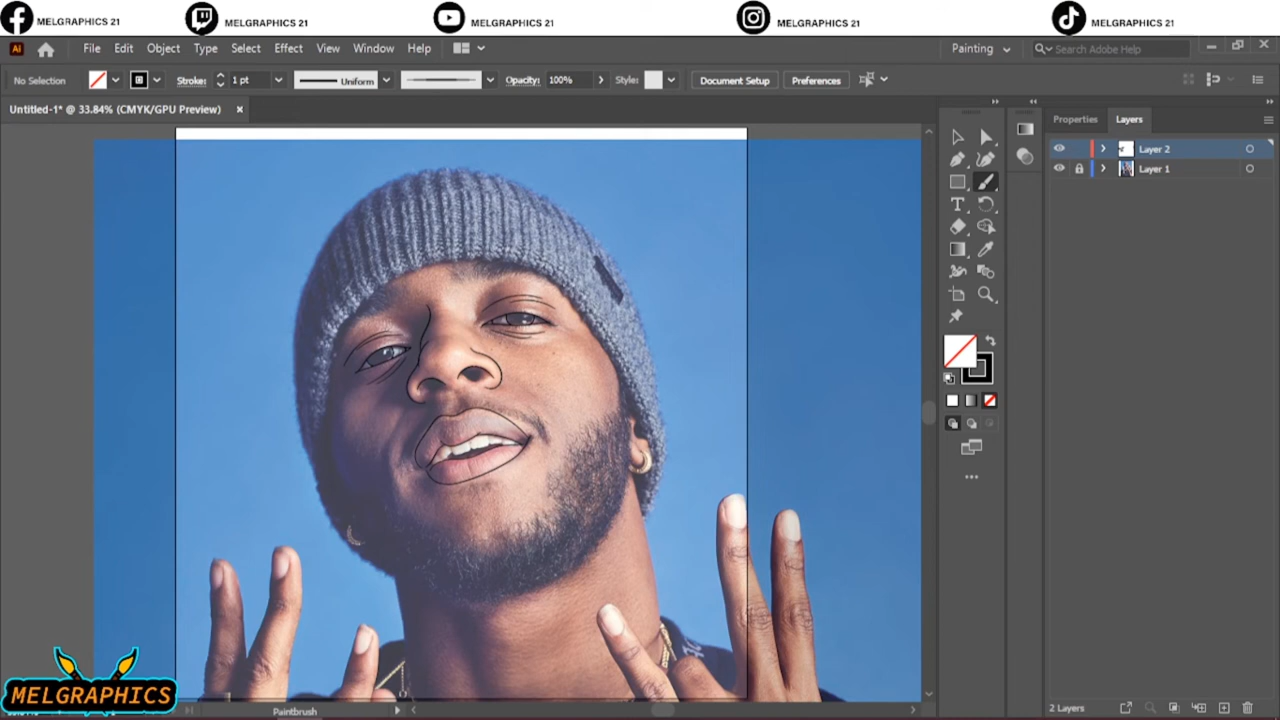 MELGRAPHICS 21
MELGRAPHICS 21
MELGRAPHICS 21
MELGRAPHICS 21
MELGRAPHICS 21
Ai
File Edit Object Type Select Effect View Window Help
Painting
Search Adobe Help
No Selection
Stroke:
1 pt
Uniform
Opacity:
100%
Style:
Document Setup
Preferences
Untitled-1* @ 33.84% (CMYK/GPU Preview)
Properties
Layers
Layer 2
Layer 1
MELGRAPHICS
Paintbrush
2 Layers